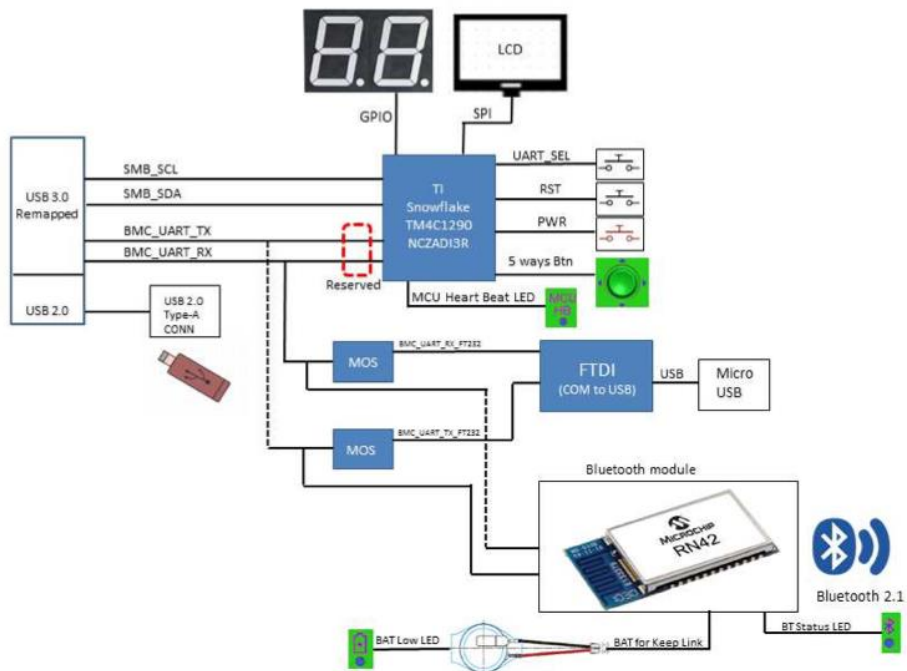 LCD
GPIO
SPI
USB 3.0
Remapped
SMB_SCL
SMB_SDA
BMC_UART_TX
BMC_UART_RX
Reserved
TI
Snowflake
TM4C1290
NCZADI3R
UART_SEL
RST
PWR
5 ways Btn
MCU Heart Beat LED
MCU
HB
USB 2.0
USB 2.0
Type-A
CONN
MOS
BMC_UART_RX_FT232
FTDI
(COM to USB)
USB
Micro
USB
MOS
BMC_UART_TX_FT232
Bluetooth module
MICROCHIP
RN42
Bluetooth 2.1
BAT Low LED
BAT for Keep Link
BT Status LED